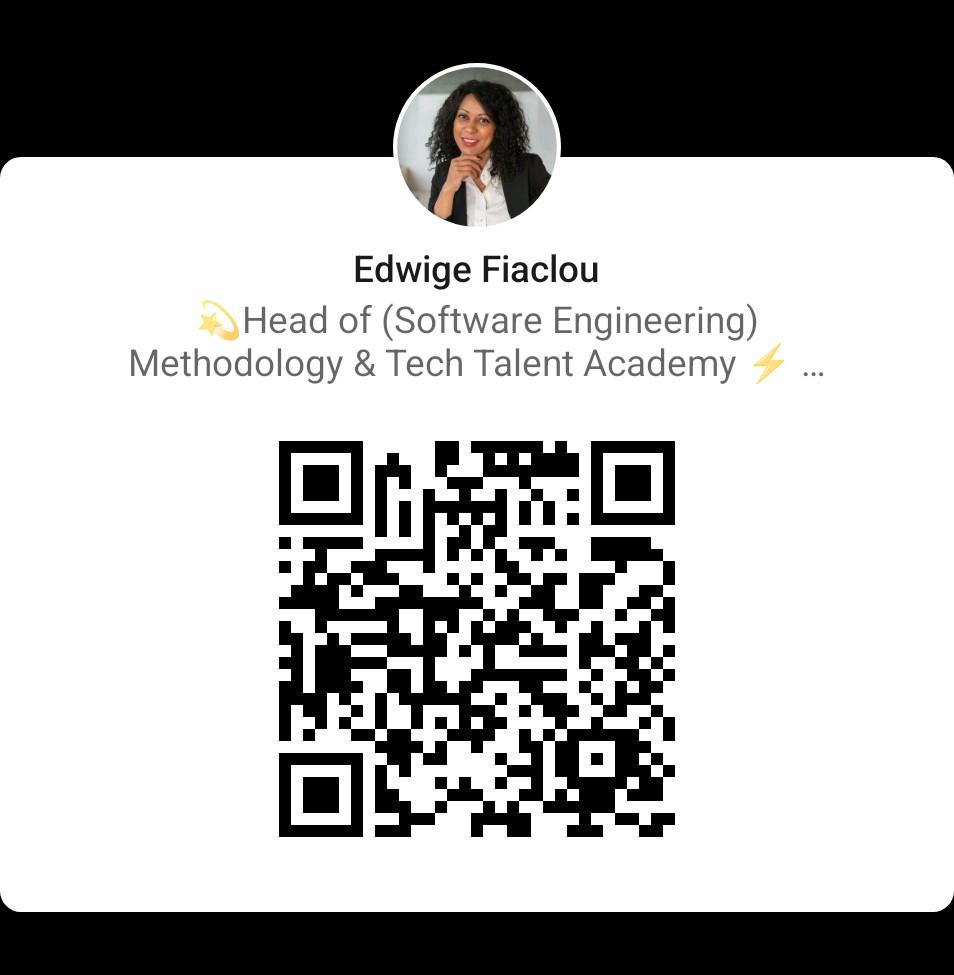 Edwige Fiaclou
💫Head of (Software Engineering)
Methodology & Tech Talent Academy ⚡ ...